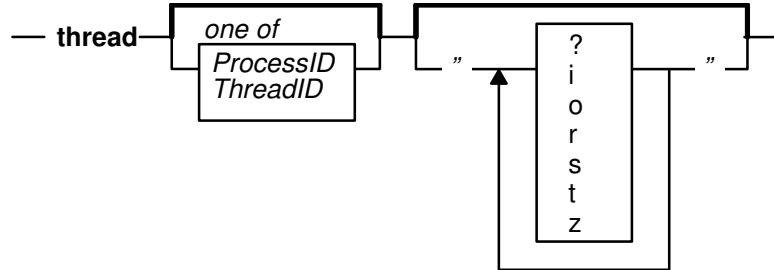 thread
one of
ProcessID
ThreadID
”
?
i
o
r
s
t
z
”